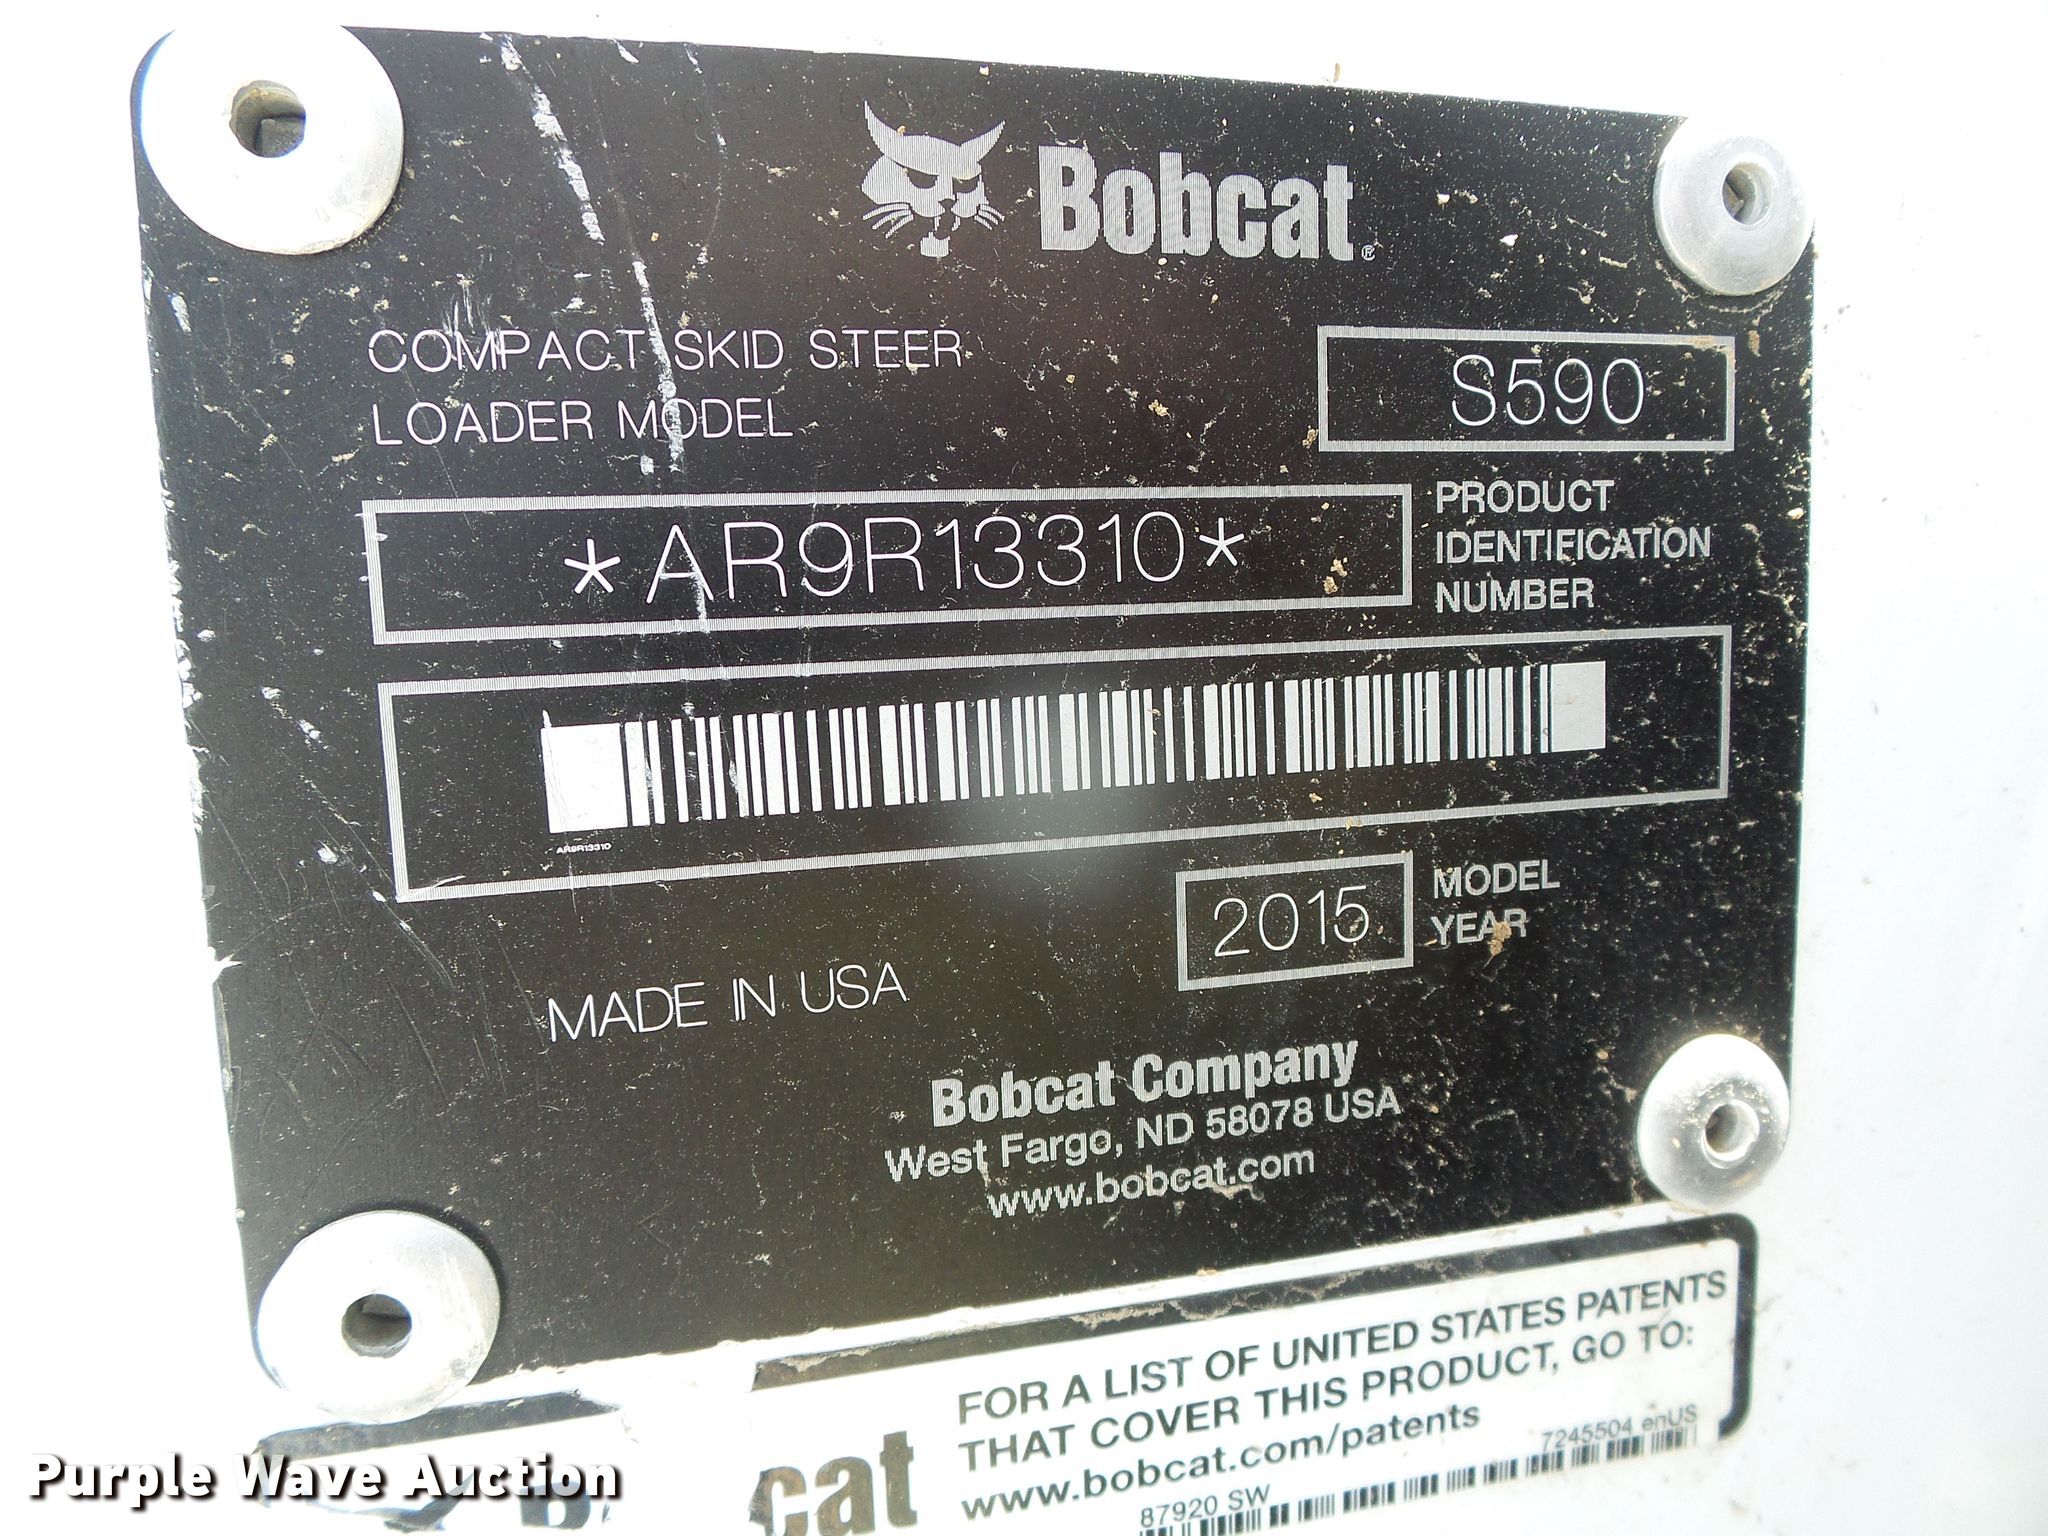 Bobcat®
COMPACT SKID STEER
LOADER MODEL
S590
*AR9R13310*
PRODUCT
IDENTIFICATION
NUMBER
AR9R13310
2015
MODEL
YEAR
MADE IN USA
Bobcat Company
West Fargo, ND 58078 USA
www.bobcat.com
FOR A LIST OF UNITED STATES PATENTS
THAT COVER THIS PRODUCT, GO TO:
www.bobcat.com/patents
7245504 enUS
87920 SW
cat
Purple Wave Auction